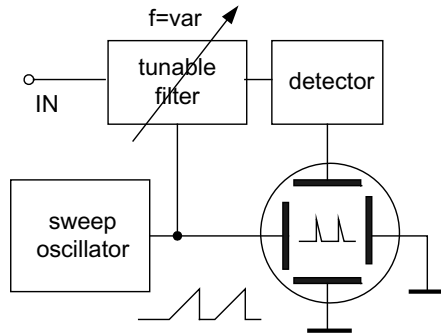 f=var
tunable
filter
detector
IN
sweep
oscillator